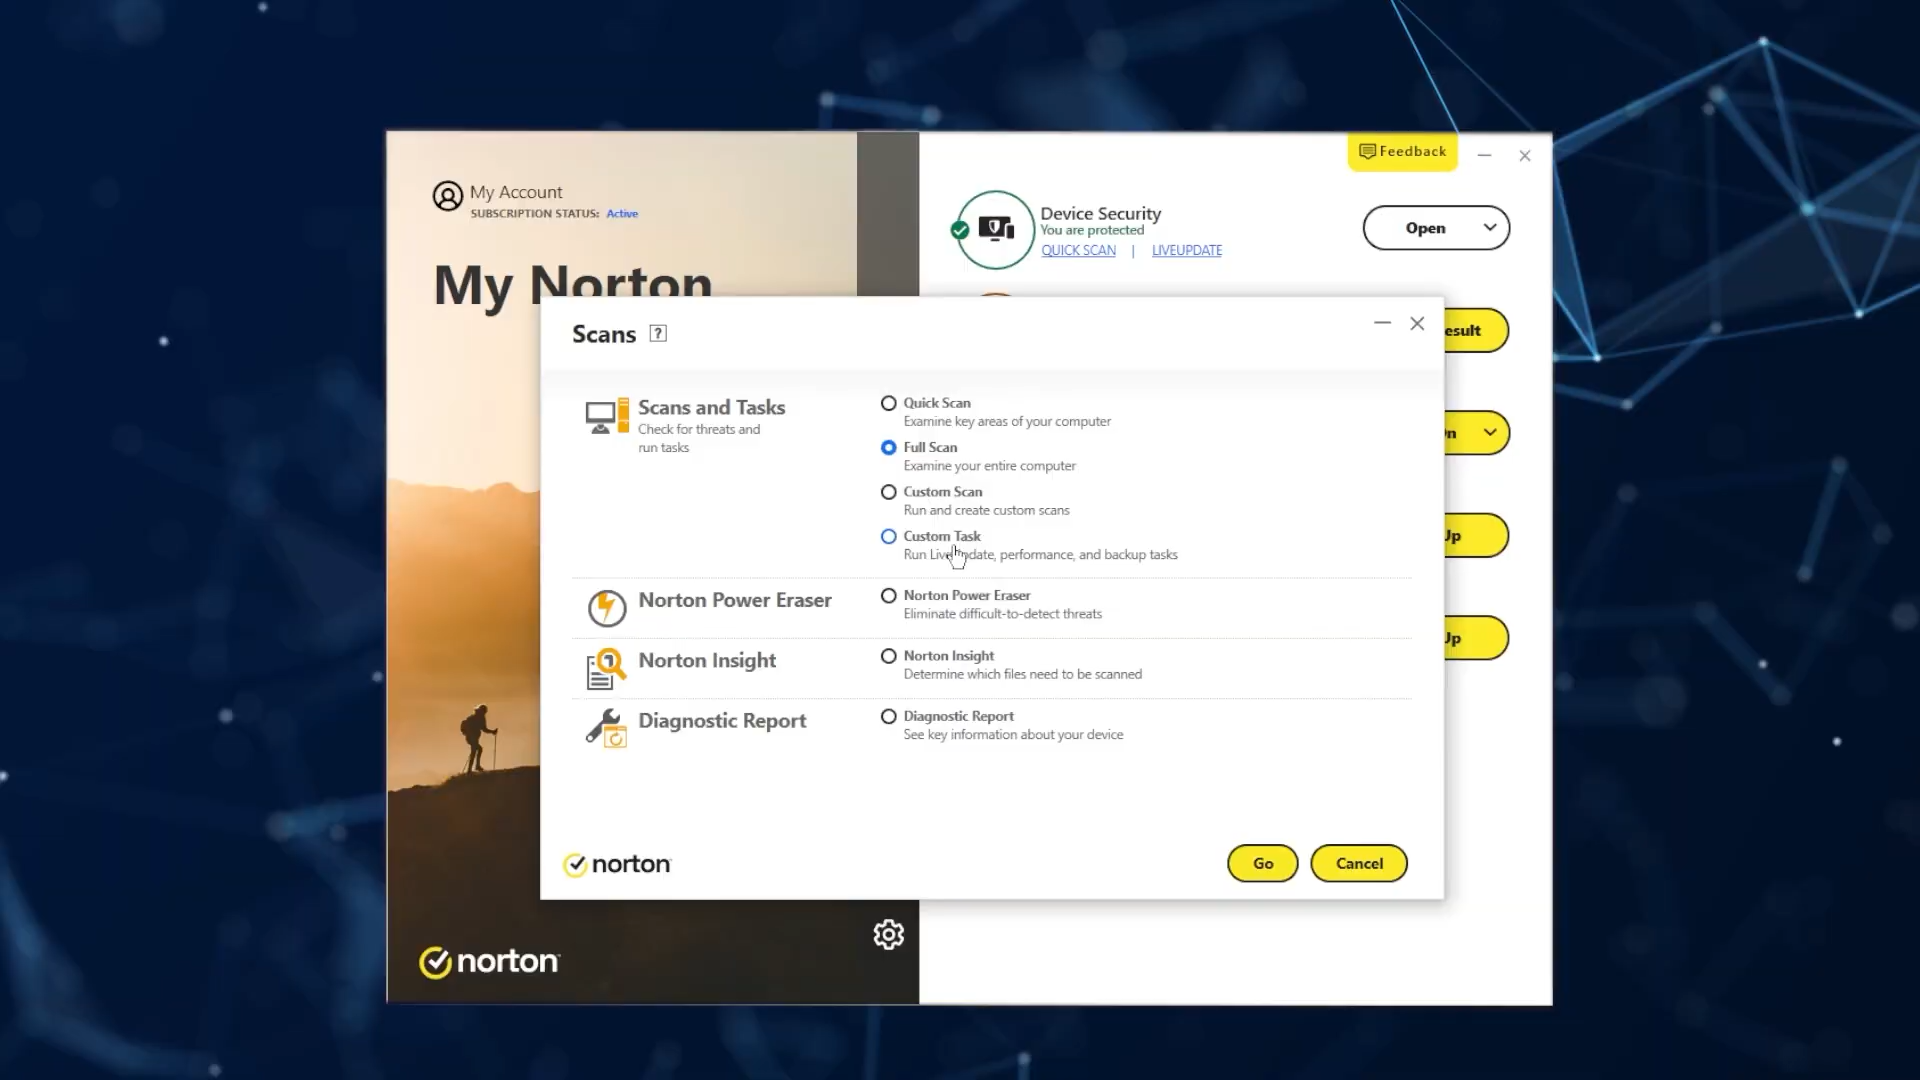 Feedback
My Account
SUBSCRIPTION STATUS: Active
My Norton
Device Security
You are protected
QUICK SCAN | LIVEUPDATE
Open
Scans ?
Scans and Tasks
Check for threats and
run tasks
Quick Scan
Examine key areas of your computer
Full Scan
Examine your entire computer
Custom Scan
Run and create custom scans
Custom Task
Run LiveUpdate, performance, and backup tasks
Norton Power Eraser
Norton Power Eraser
Eliminate difficult-to-detect threats
Norton Insight
Norton Insight
Determine which files need to be scanned
Diagnostic Report
Diagnostic Report
See key information about your device
norton
Go
Cancel
norton